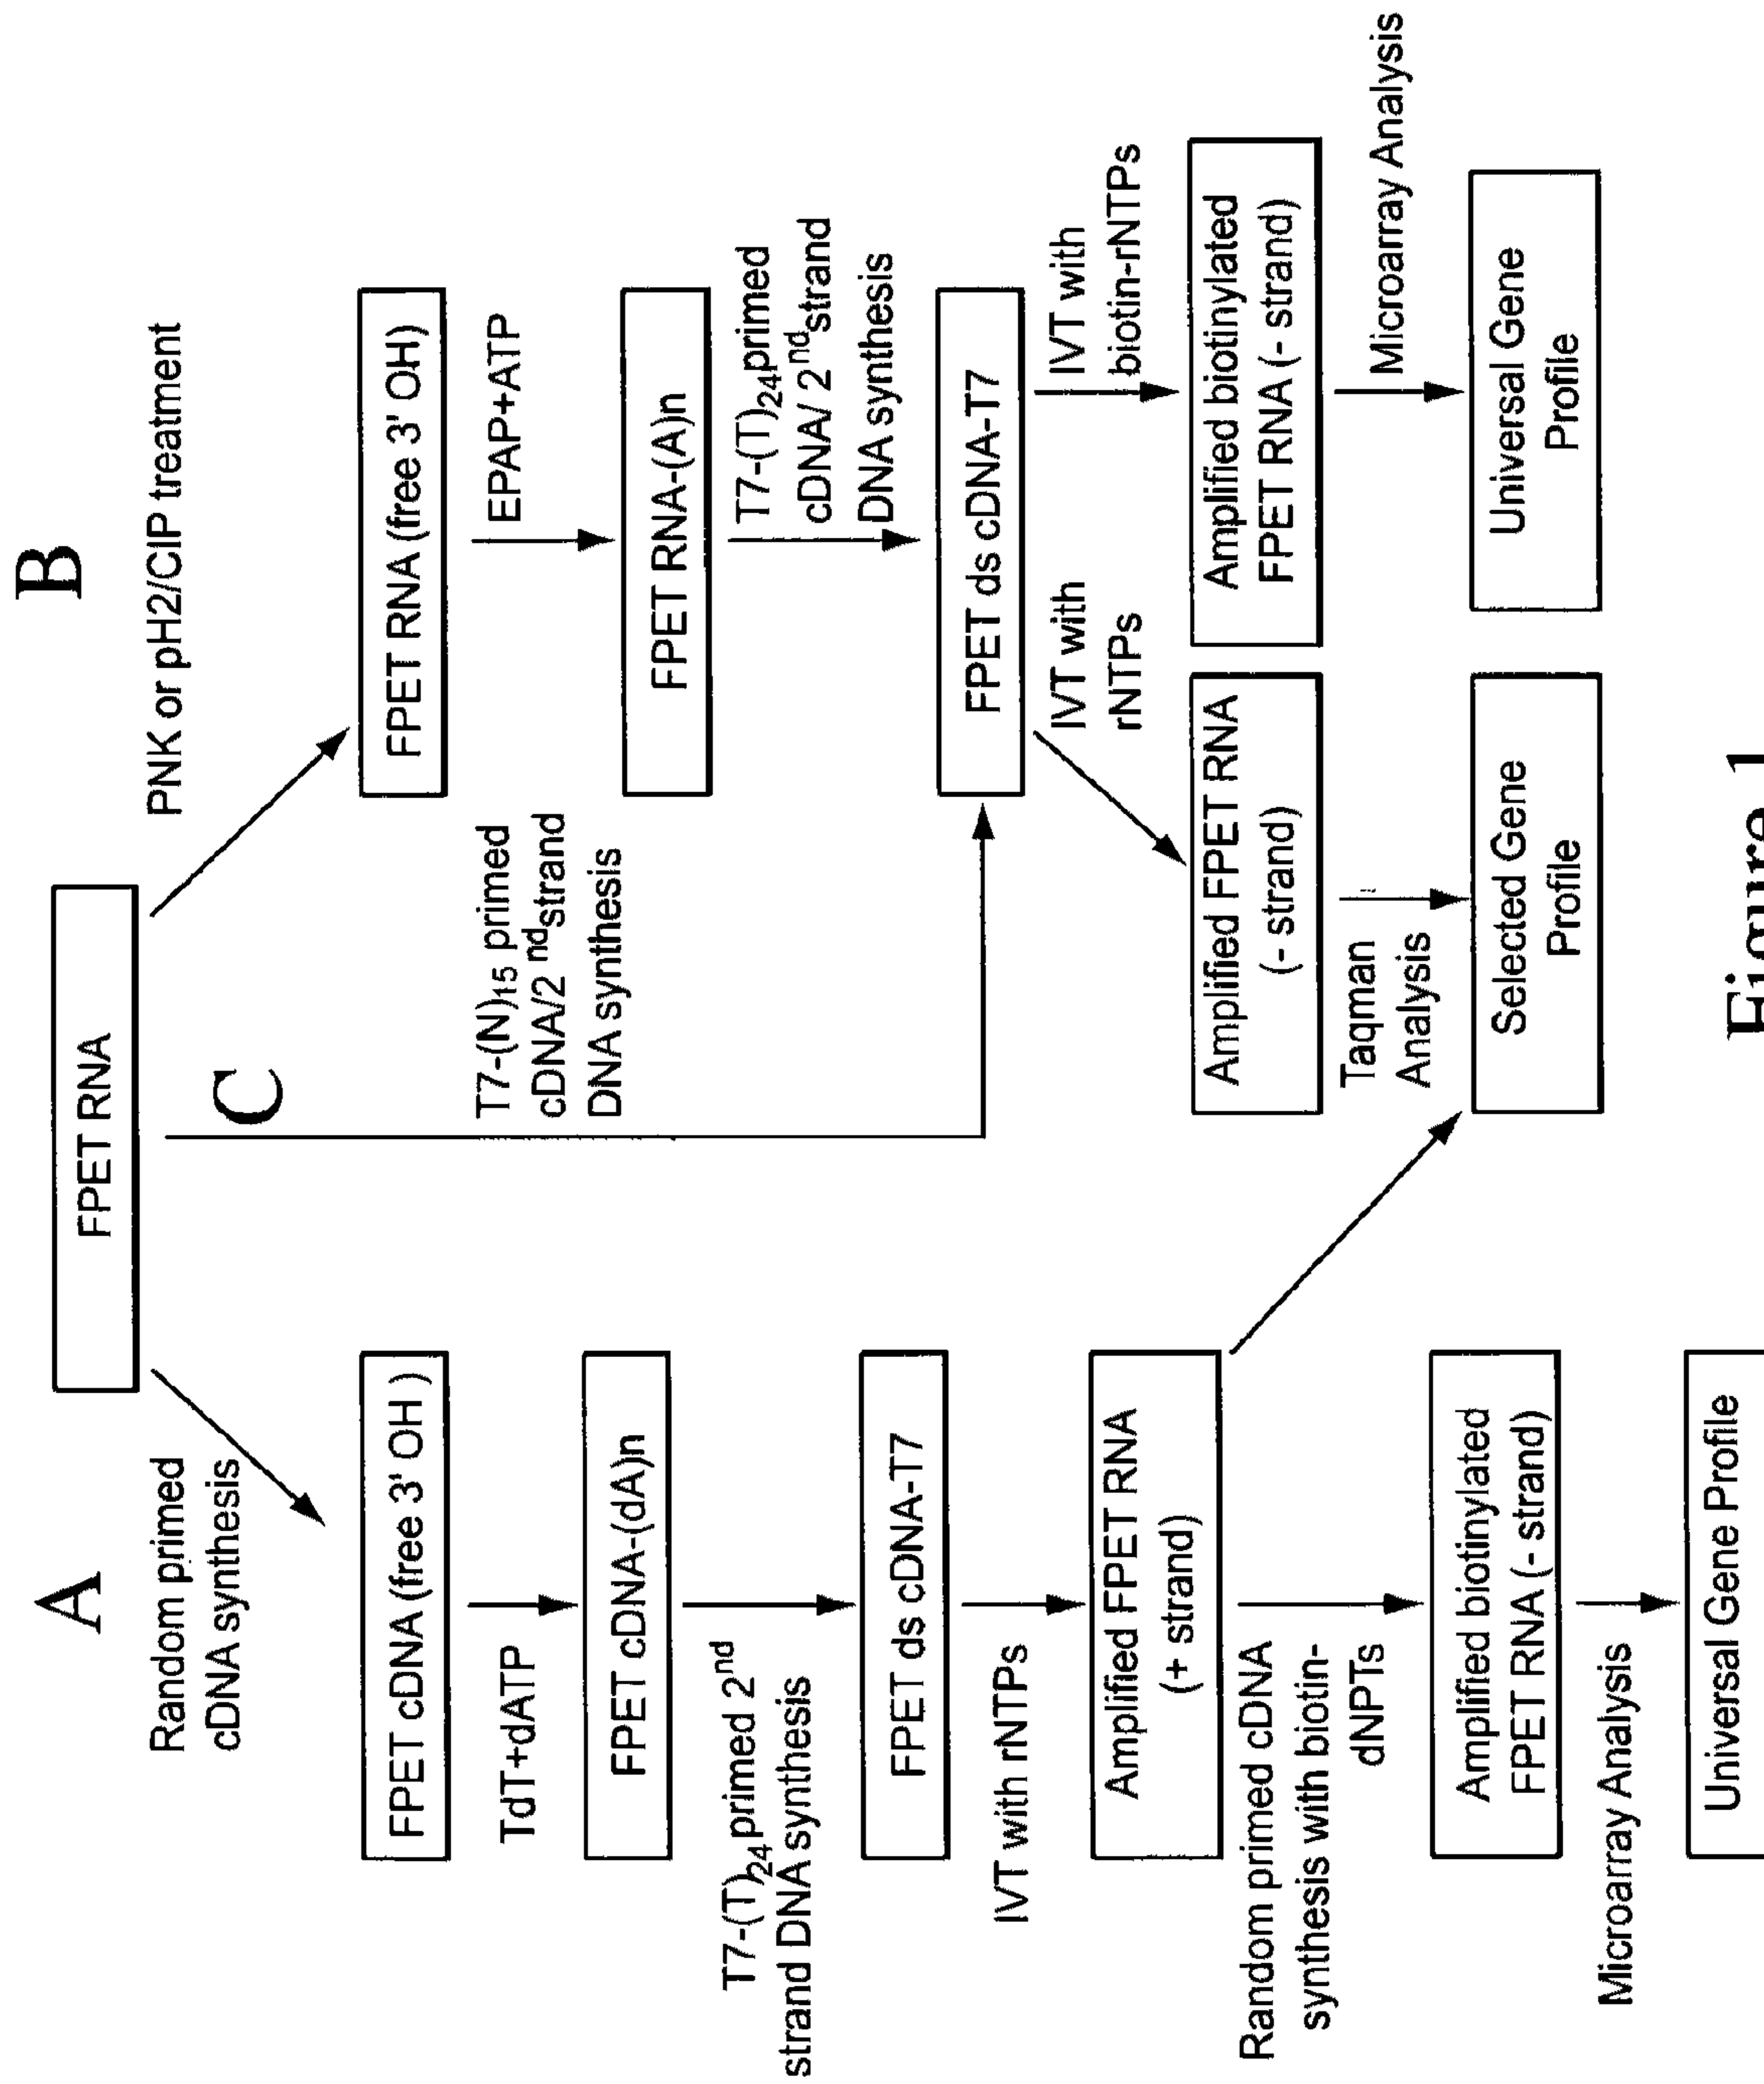 FPET RNA
A
Random primed
cDNA synthesis
FPET cDNA (free 3' OH )
TdT+dATP
FPET cDNA-(dA)n
T7-(T)24 primed 2nd
strand DNA synthesis
FPET ds cDNA-T7
IVT with rNTPs
Amplified FPET RNA
(+ strand)
Random primed cDNA
synthesis with biotin-
dNPTs
Amplified biotinylated
FPET RNA (- strand)
Microarray Analysis
Universal Gene Profile
C
T7-(N)15 primed
cDNA/2 nd strand
DNA synthesis
B
PNK or pH2/CIP treatment
FPET RNA (free 3' OH)
EPAP+ATP
FPET RNA-(A)n
T7-(T)24 primed
cDNA/ 2nd strand
DNA synthesis
FPET ds cDNA-T7
IVT with
rNTPs
Amplified FPET RNA
(- strand)
Taqman
Analysis
Selected Gene
Profile
IVT with
biotin-rNTPs
Amplified biotinylated
FPET RNA (- strand)
Microarray Analysis
Universal Gene
Profile
Figure 1